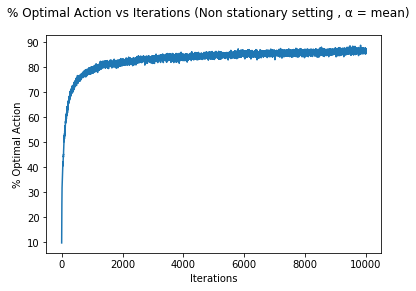 % Optimal Action vs Iterations (Non stationary setting , α = mean)
90
80
70
60
50
40
30
20
10
% Optimal Action
0 2000 4000 6000 8000 10000
Iterations